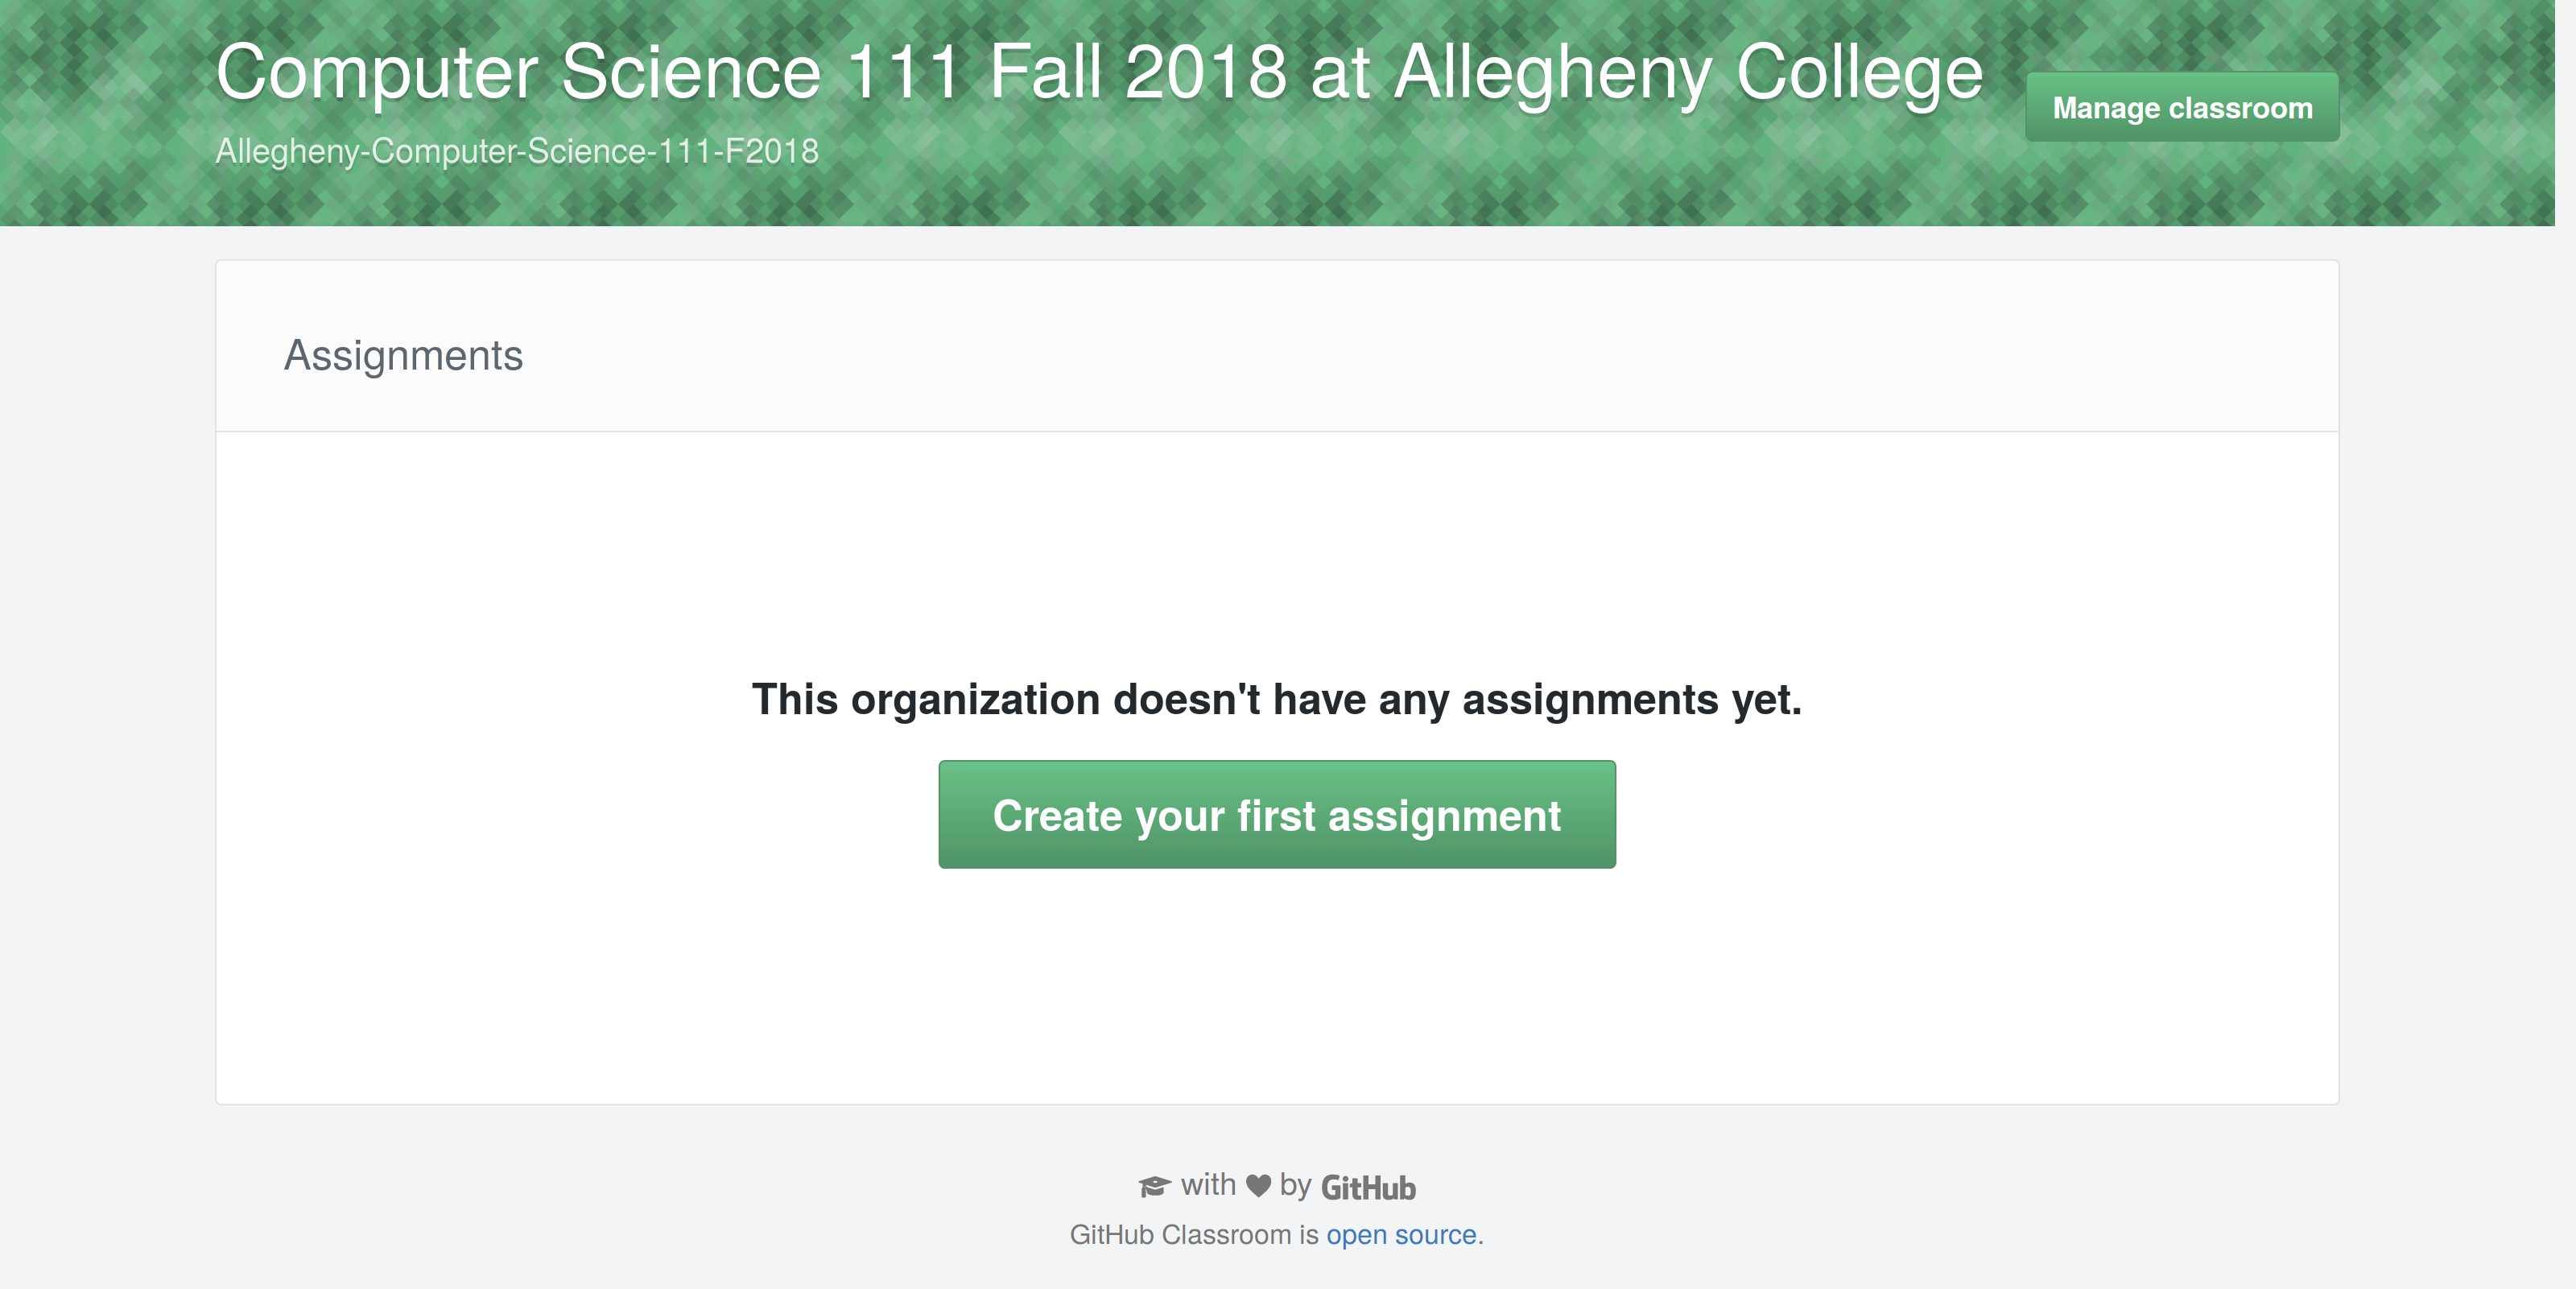 Computer Science 111 Fall 2018 at Allegheny College
Manage classroom
Allegheny-Computer-Science-111-F2018
Assignments
This organization doesn't have any assignments yet.
Create your first assignment
with by GitHub
GitHub Classroom is open source.